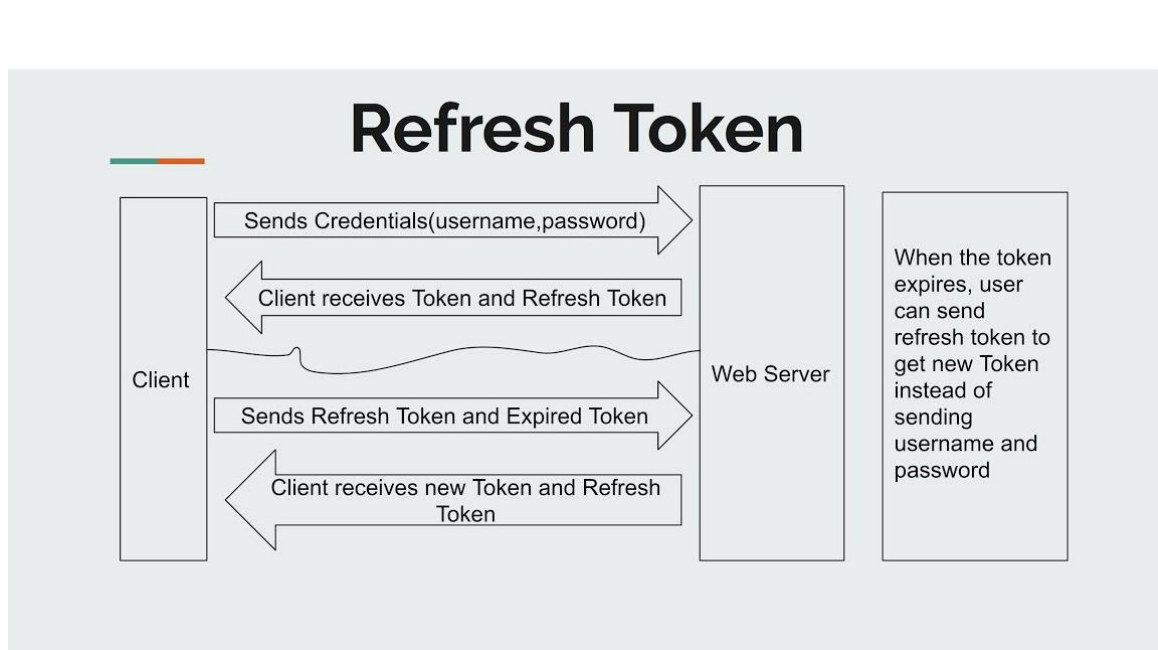 Refresh Token
Sends Credentials(username,password)
Client receives Token and Refresh Token
Client
Web Server
Sends Refresh Token and Expired Token
Client receives new Token and Refresh
Token
When the token
expires, user
can send
refresh token to
get new Token
instead of
sending
username and
password